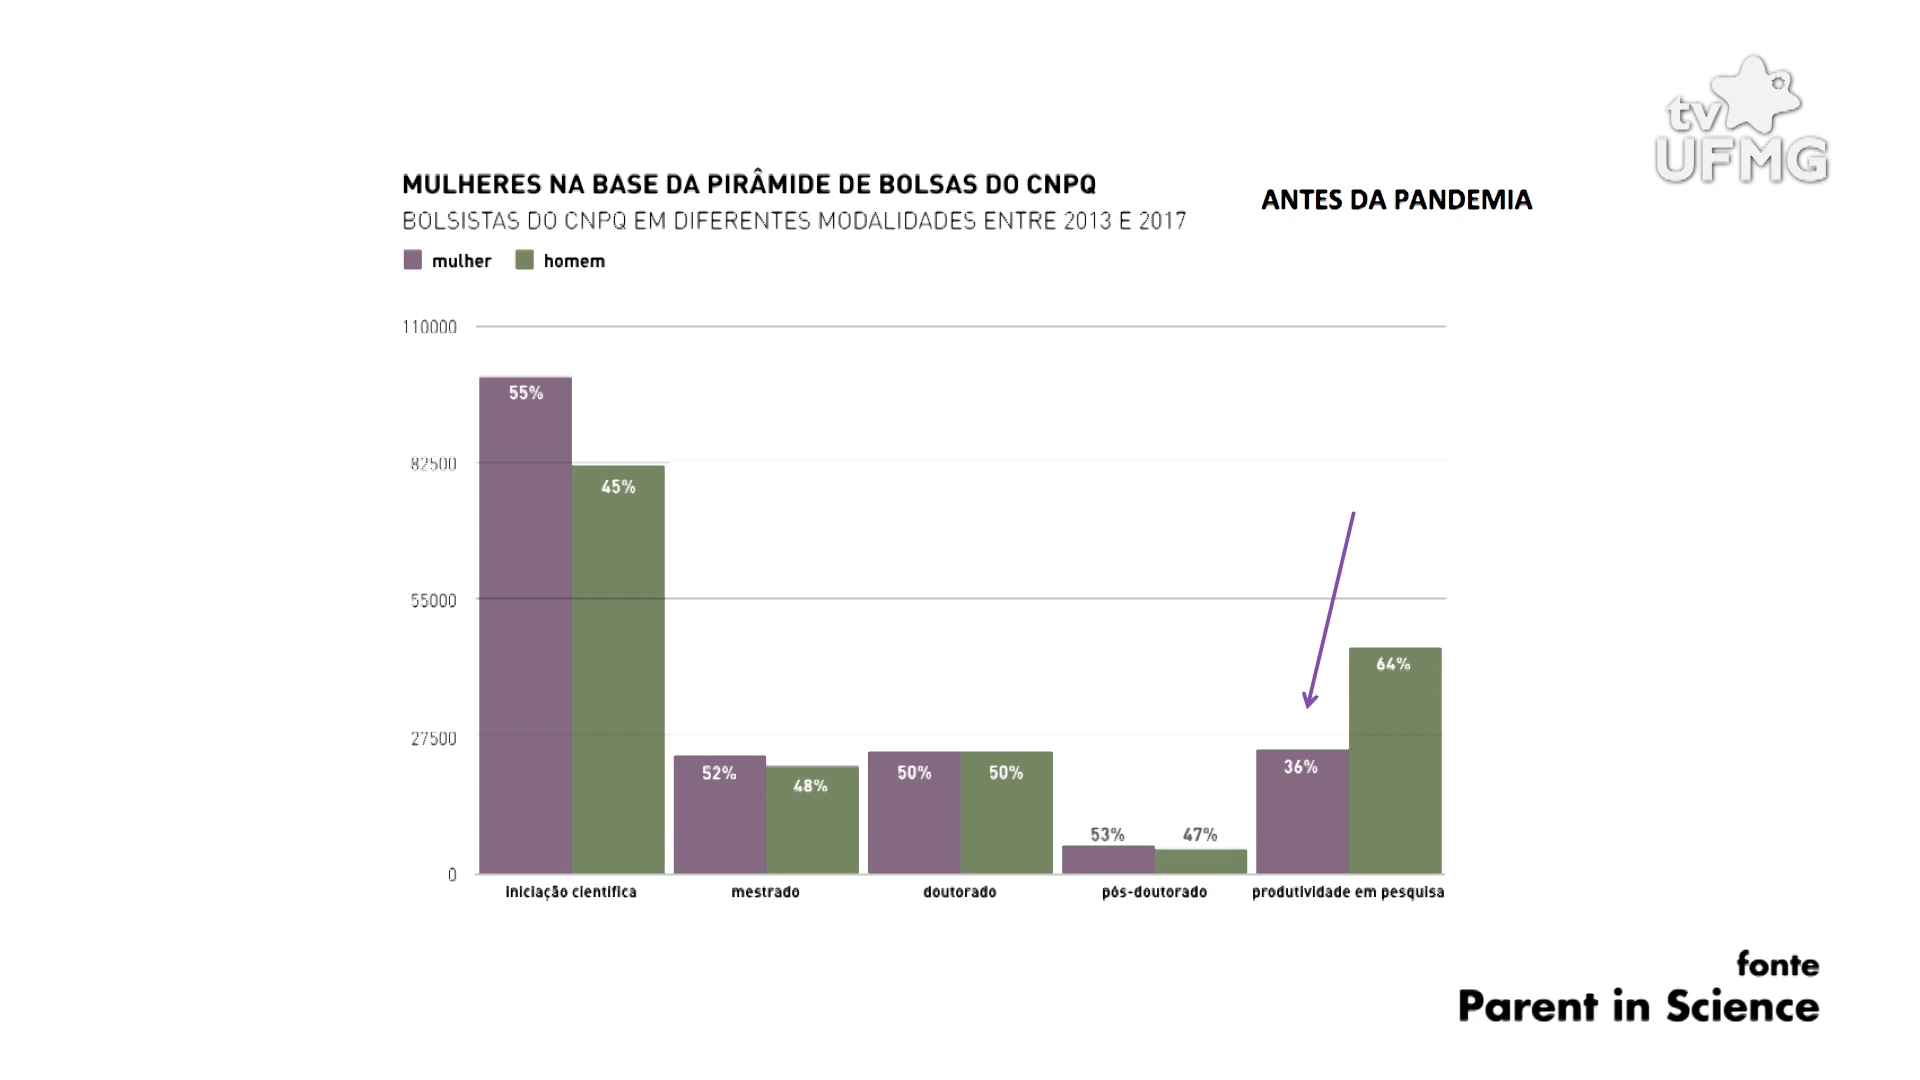 tv
UFMG
MULHERES NA BASE DA PIRÂMIDE DE BOLSAS DO CNPQ
ANTES DA PANDEMIA
BOLSISTAS DO CNPQ EM DIFERENTES MODALIDADES ENTRE 2013 E 2017
mulher homem
110000
82500
55000
27500
0
55%
45%
52%
48%
50%
50%
53%
47%
36%
64%
iniciação científica mestrado doutorado pós-doutorado produtividade em pesquisa
fonte
Parent in Science